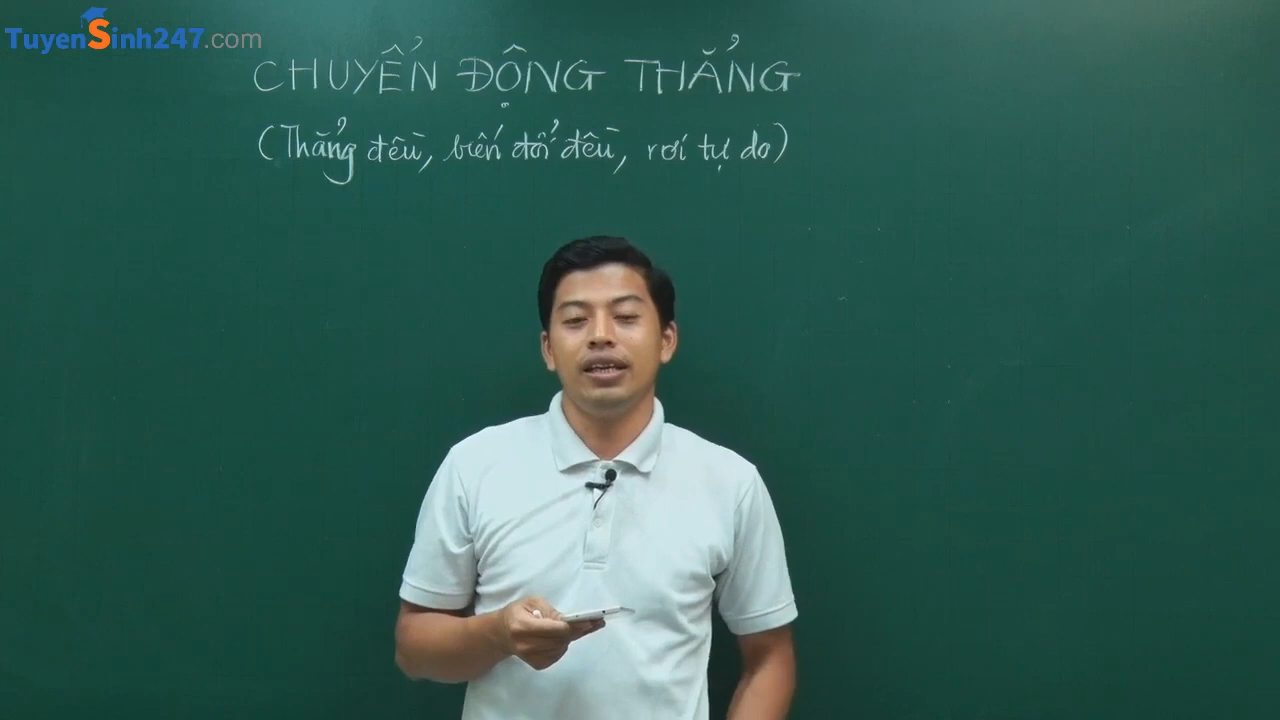 TuyenSinh247.com
CHUYỂN ĐỘNG THẲNG
(Thẳng đều, biến đổi đều, rơi tự do)